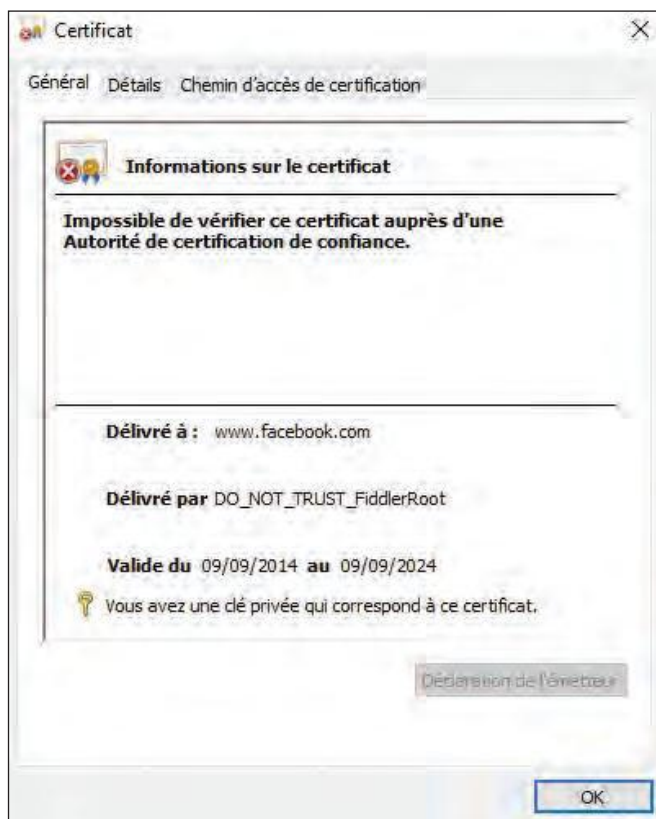 Certificat
Général Détails Chemin d'accès de certification
Informations sur le certificat
Impossible de vérifier ce certificat auprès d'une
Autorité de certification de confiance.
Délivré à : www.facebook.com
Délivré par DO_NOT_TRUST_FiddlerRoot
Valide du 09/09/2014 au 09/09/2024
Vous avez une clé privée qui correspond à ce certificat.
Déclaration de l'émetteur
OK